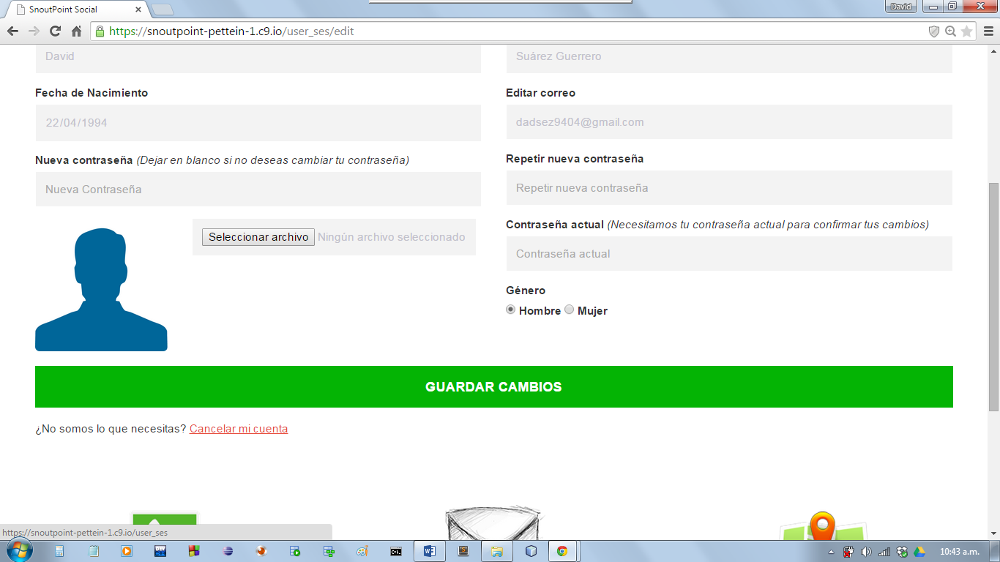 SnoutPoint Social
David
https://snoutpoint-pettein-1.c9.io/user_ses/edit
David
Suárez Guerrero
Fecha de Nacimiento
Editar correo
22/04/1994
dadsez9404@gmail.com
Nueva contraseña (Dejar en blanco si no deseas cambiar tu contraseña)
Repetir nueva contraseña
Nueva Contraseña
Repetir nueva contraseña
Seleccionar archivo Ningún archivo seleccionado
Contraseña actual (Necesitamos tu contraseña actual para confirmar tus cambios)
Contraseña actual
Género
Hombre Mujer
GUARDAR CAMBIOS
¿No somos lo que necesitas? Cancelar mi cuenta
https://snoutpoint-pettein-1.c9.io/user_ses
10:43 a.m.